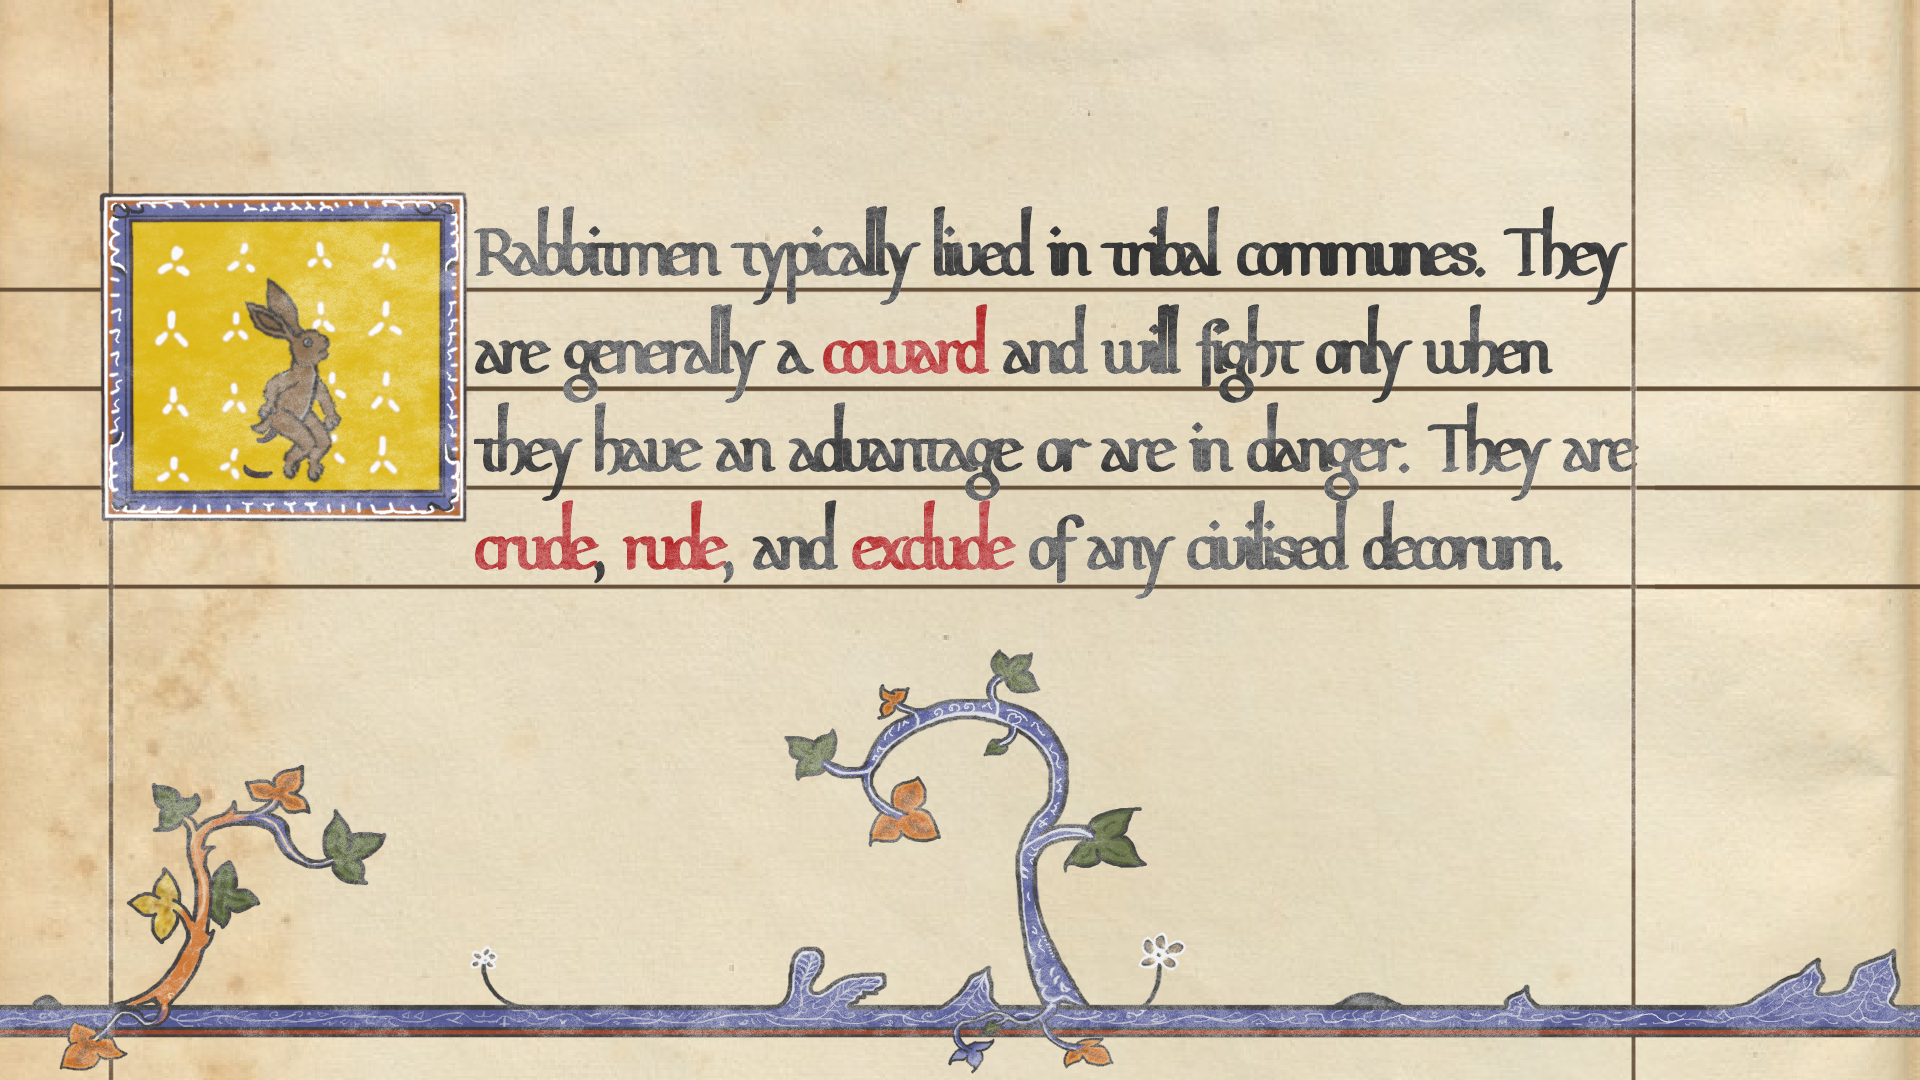 Rabbitmen typically lived in tribal communes. They
are generally a coward and will fight only when
they have an advantage or are in danger. They are
crude, rude, and exclude of any civilised decorum.